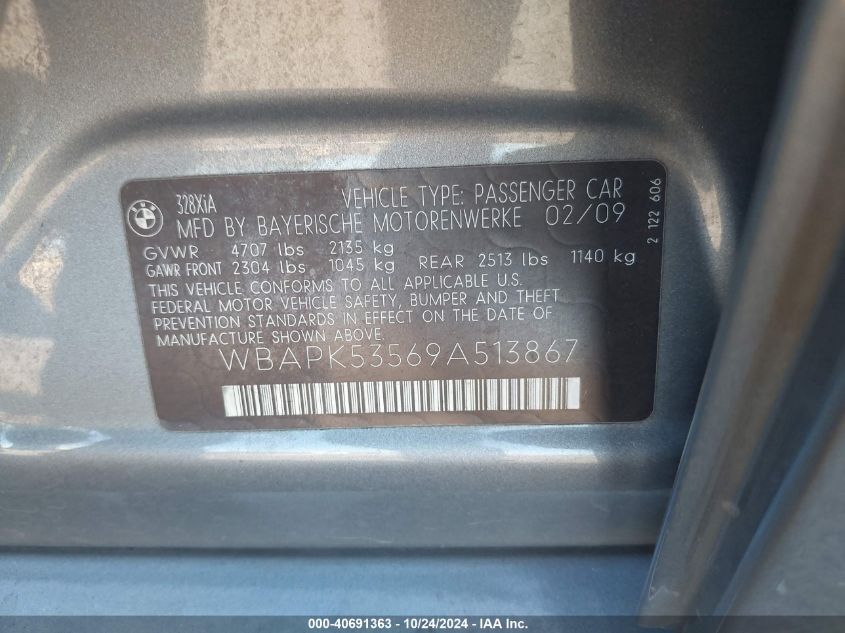 BMW
328XiA VEHICLE TYPE: PASSENGER CAR
MFD BY BAYERISCHE MOTORENWERKE 02/09
GVWR 4707 lbs 2135 kg
GAWR FRONT 2304 lbs 1045 kg REAR 2513 lbs 1140 kg
THIS VEHICLE CONFORMS TO ALL APPLICABLE U.S.
FEDERAL MOTOR VEHICLE SAFETY, BUMPER AND THEFT
PREVENTION STANDARDS IN EFFECT ON THE DATE OF
MANUFACTURE SHOWN ABOVE.
WBAPK53569A513867
2 122 606
000-40691363 - 10/24/2024 - IAA Inc.